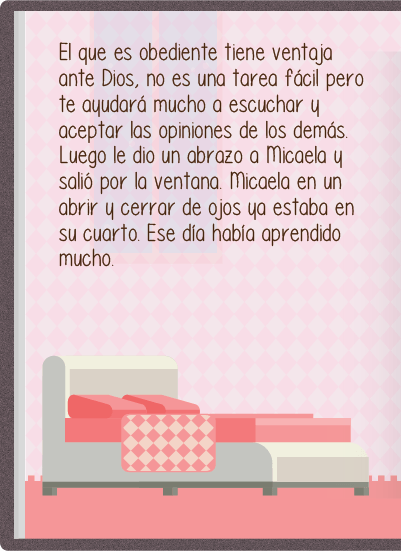 El que es obediente tiene ventaja
ante Dios, no es una tarea fácil pero
te ayudará mucho a escuchar y
aceptar las opiniones de los demás.
Luego le dio un abrazo a Micaela y
salió por la ventana. Micaela en un
abrir y cerrar de ojos ya estaba en
su cuarto. Ese día había aprendido
mucho.